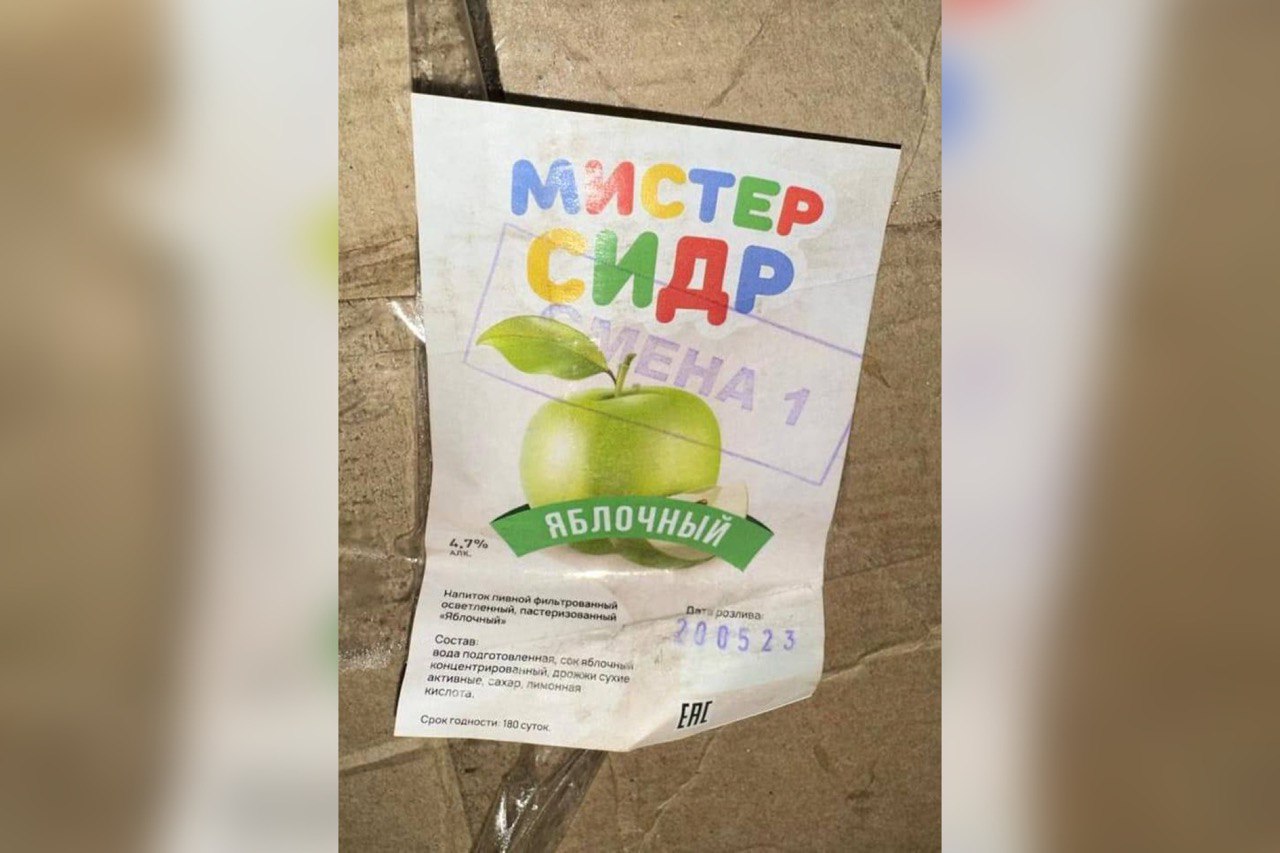 МИСТЕР
СИДР
СМЕНА 1
ЯБЛОЧНЫЙ
4.7%
АЛК.
Напиток пивной фильтрованный
осветленный, пастеризованный
«Яблочный»
Дата розлива:
200523
Состав:
вода подготовленная, сок яблочный
концентрированный, дрожжи сухие
активные, сахар, лимонная
кислота.
Срок годности: 180 суток.
ЕАС